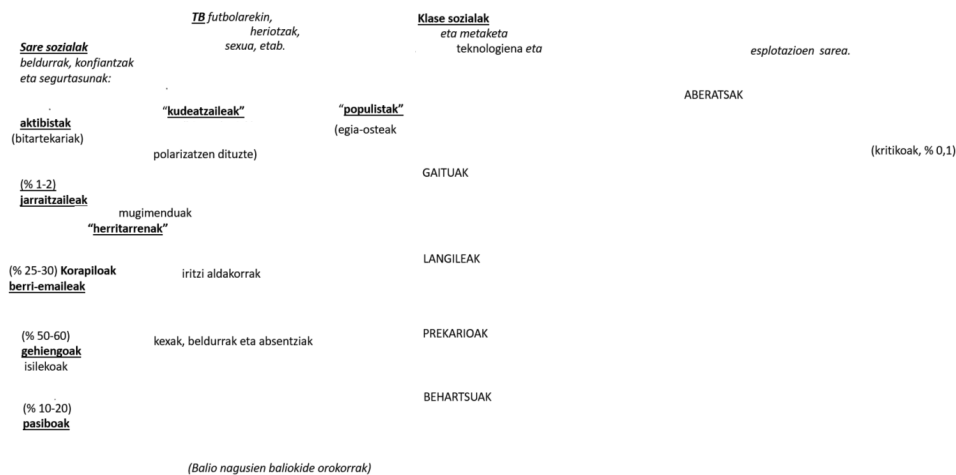 TB futbolarekin,
heriotzak,
sexua, etab.
Klase sozialak
eta metaketa
teknologiena eta
esplotazioen sarea.
Sare sozialak
beldurrak, konfiantzak
eta segurtasunak:
ABERATSAK
“kudeatzaileak”
“populistak”
aktibistak
(bitartekariak)
(egia-osteak
polarizatzen dituzte)
(kritikoak, % 0,1)
GAITUAK
(% 1-2)
jarraitzaileak
mugimenduak
“herritarrenak”
LANGILEAK
(% 25-30) Korapiloak
berri-emaileak
iritzi aldakorrak
PREKARIOAK
(% 50-60)
gehiengoak
isilekoak
kexak, beldurrak eta absentziak
BEHARTSUAK
(% 10-20)
pasiboak
(Balio nagusien baliokide orokorrak)